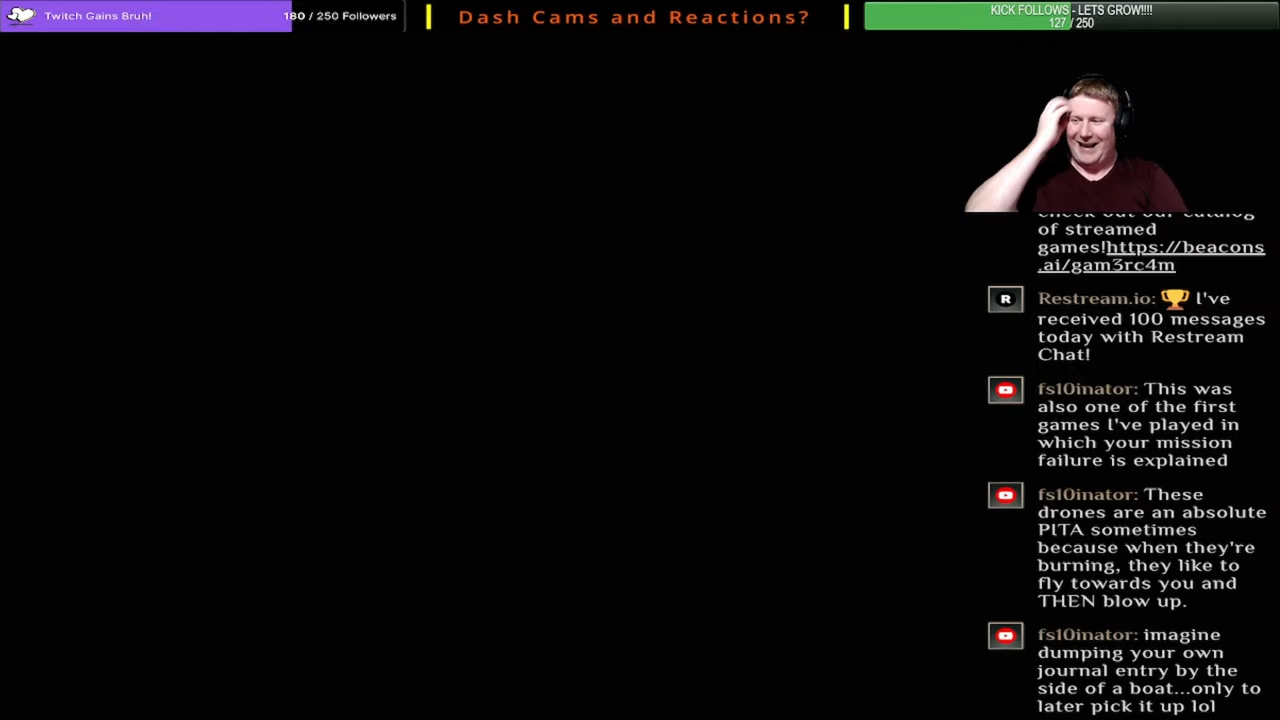 Twitch Gains Bruh!
180 / 250 Followers
Dash Cams and Reactions?
KICK FOLLOWS - LETS GROW!!!!
127 / 250
check out our catalog
of streamed
games!https://beacons
.ai/gam3rc4m
Restream.io: 🏆 I've
received 100 messages
today with Restream
Chat!
fs10inator: This was
also one of the first
games I've played in
which your mission
failure is explained
fs10inator: These
drones are an absolute
PITA sometimes
because when they're
burning, they like to
fly towards you and
THEN blow up.
fs10inator: imagine
dumping your own
journal entry by the
side of a boat...only to
later pick it up lol